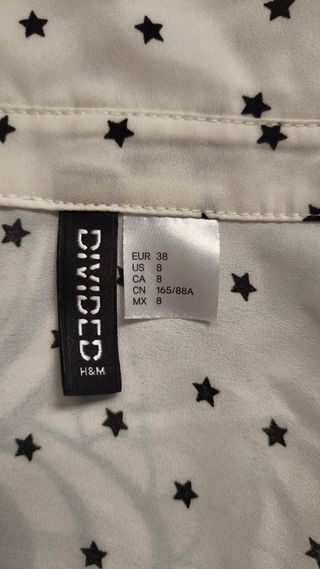 DIVIDED
H&M
EUR 38
US 8
CA 8
CN 165/88A
MX 8